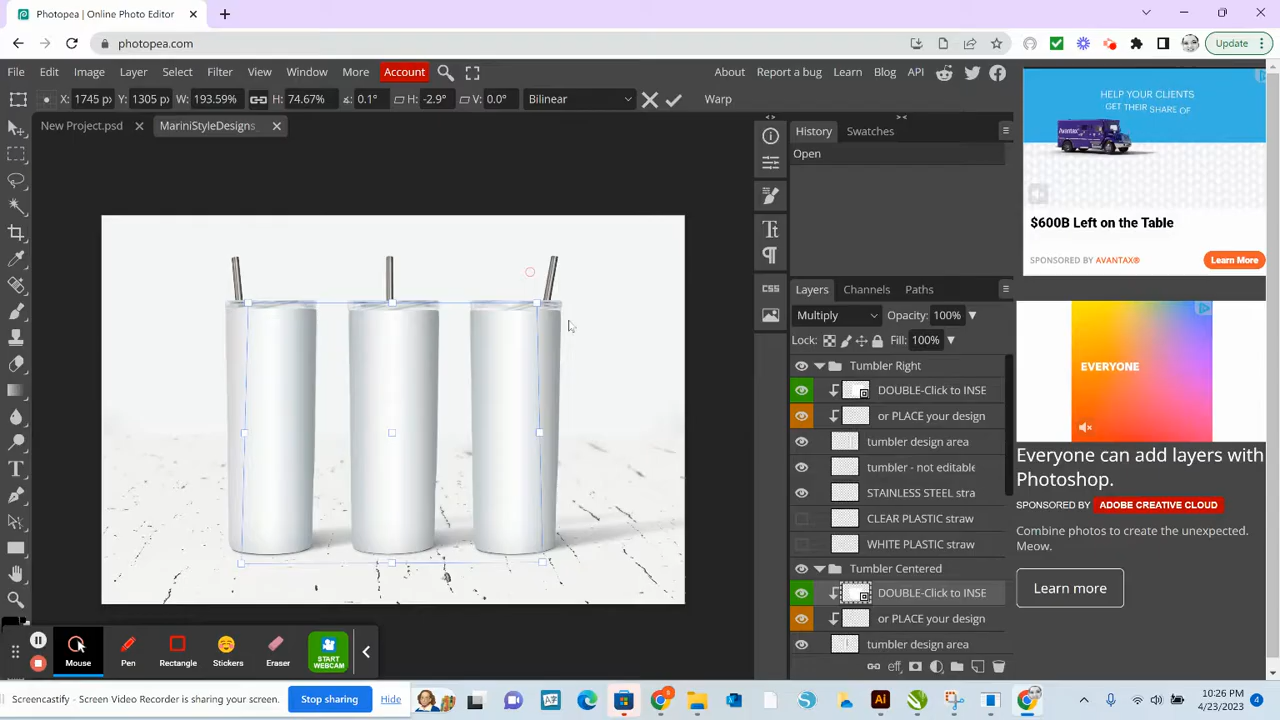 Photopea | Online Photo Editor
photopea.com
Update
File Edit Image Layer Select Filter View Window More Account
About Report a bug Learn Blog API
X: 1745 px Y: 1305 px W: 193.59% H: 74.67% ∡: 0.1° H: -2.9° V: 0.0° Bilinear Warp
New Project.psd
MariniStyleDesigns
History Swatches
Open
CSS
Layers Channels Paths
Multiply Opacity: 100%
Lock: Fill: 100%
Tumbler Right
DOUBLE-Click to INSE
or PLACE your design
tumbler design area
tumbler - not editable
STAINLESS STEEL stra
CLEAR PLASTIC straw
WHITE PLASTIC straw
Tumbler Centered
DOUBLE-Click to INSE
or PLACE your design
tumbler design area
eff
HELP YOUR CLIENTS
GET THEIR SHARE OF
Avantax
$600B Left on the Table
SPONSORED BY AVANTAX®
Learn More
EVERYONE
Everyone can add layers with
Photoshop.
SPONSORED BY ADOBE CREATIVE CLOUD
Combine photos to create the unexpected.
Meow.
Learn more
Mouse Pen Rectangle Stickers Eraser
START
WEBCAM
Screencastify - Screen Video Recorder is sharing your screen.
Stop sharing
Hide
10:26 PM
4/23/2023
4